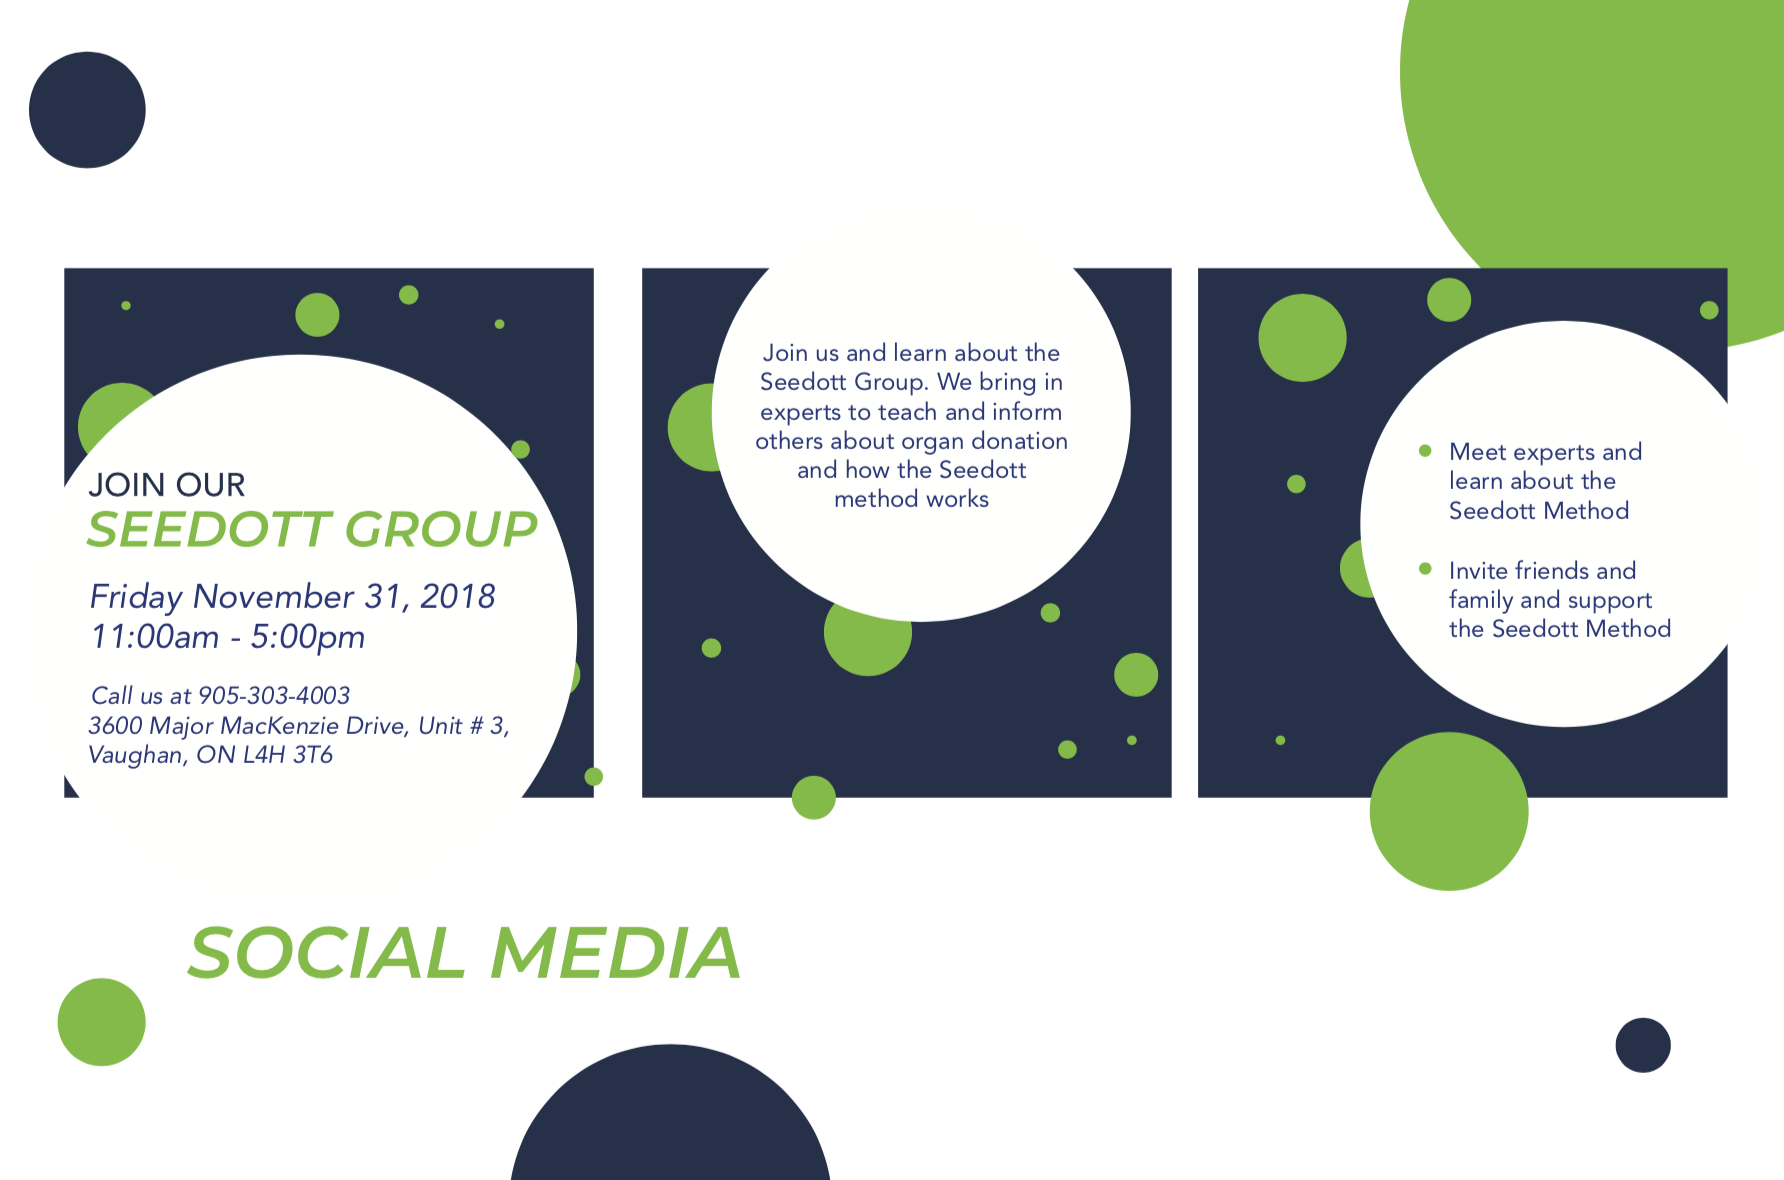 JOIN OUR
SEEDOTT GROUP
Friday November 31, 2018
11:00am - 5:00pm
Call us at 905-303-4003
3600 Major MacKenzie Drive, Unit # 3,
Vaughan, ON L4H 3T6
Join us and learn about the
Seedott Group. We bring in
experts to teach and inform
others about organ donation
and how the Seedott
method works
Meet experts and
learn about the
Seedott Method
Invite friends and
family and support
the Seedott Method
SOCIAL MEDIA